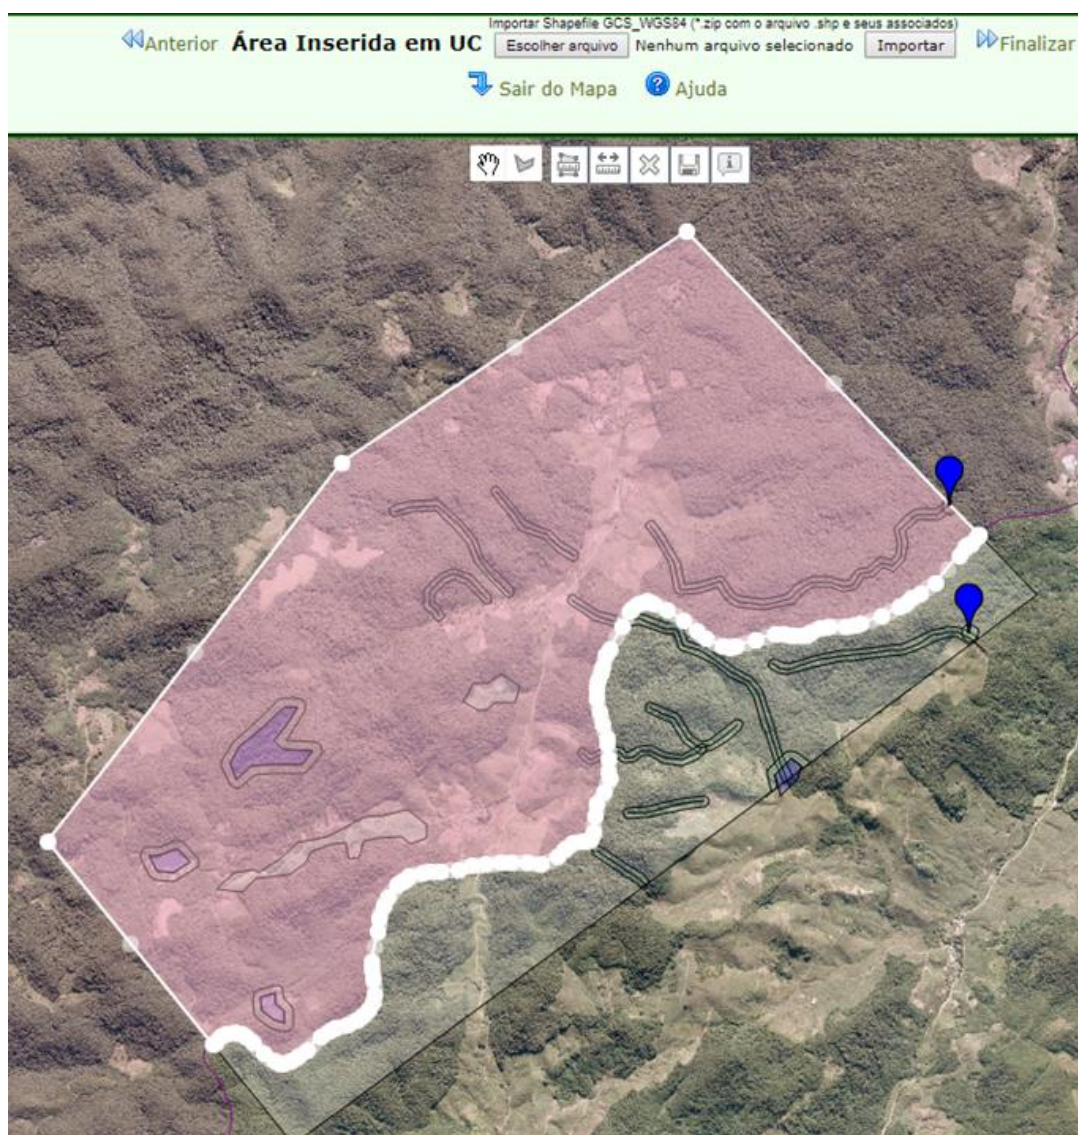 Importar Shapefile GCS_WGS84 (*.zip com o arquivo .shp e seus associados)
Anterior Área Inserida em UC Escolher arquivo Nenhum arquivo selecionado Importar Finalizar
Sair do Mapa ? Ajuda